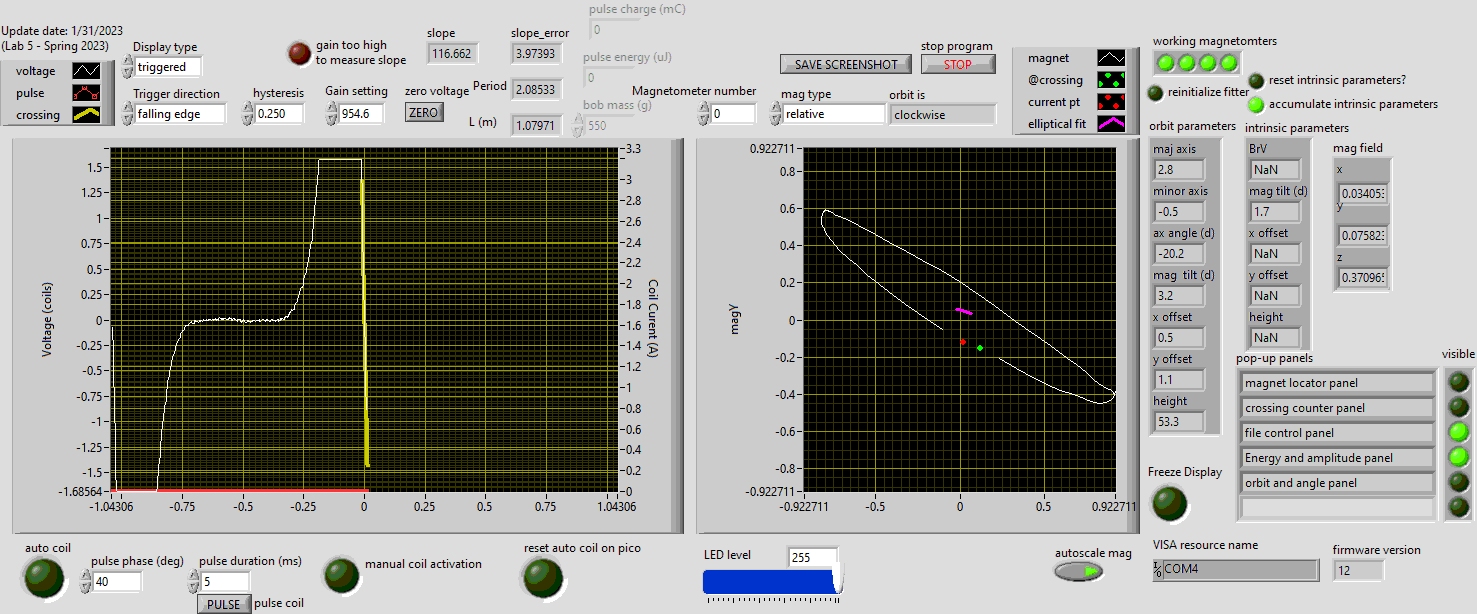 Update date: 1/31/2023
(Lab 5 - Spring 2023)
voltage
pulse
crossing
Display type
triggered
Trigger direction
falling edge
gain too high
to measure slope
hysteresis
0.250
Gain setting
954.6
zero voltage
ZERO
slope
116.662
slope_error
3.97393
Period
2.08533
L (m)
1.07971
pulse charge (mC)
0
pulse energy (uJ)
0
bob mass (g)
550
Magnetometer number
0
SAVE SCREENSHOT
stop program
STOP
mag type
relative
orbit is
clockwise
magnet
@crossing
current pt
elliptical fit
working magnetomters
reinitialize fitter
reset intrinsic parameters?
accumulate intrinsic parameters
Voltage (coils)
1.5
1.25
1
0.75
0.5
0.25
0
-0.25
-0.5
-0.75
-1
-1.25
-1.5
-1.68564
-1.04306
-0.75
-0.5
-0.25
0
0.25
0.5
0.75
1.04306
3.3
3
2.8
2.6
2.4
2.2
2
1.8
1.6
1.4
1.2
1
0.8
0.6
0.4
0.2
0
Coil Curent (A)
magy
0.922711
0.8
0.6
0.4
0.2
0
-0.2
-0.4
-0.6
-0.8
-0.922711
-0.922711
-0.5
0
0.5
0.922711
orbit parameters
maj axis
2.8
minor axis
-0.5
ax angle (d)
-20.2
mag tilt (d)
3.2
x offset
0.5
y offset
1.1
height
53.3
intrinsic parameters
BrV
NaN
mag tilt (d)
1.7
x offset
NaN
y offset
NaN
height
NaN
mag field
x
y
z
pop-up panels
visible
magnet locator panel
crossing counter panel
file control panel
Energy and amplitude panel
orbit and angle panel
Freeze Display
auto coil
pulse phase (deg)
40
pulse duration (ms)
5
PULSE
pulse coil
manual coil activation
reset auto coil on pico
LED level
255
autoscale mag
VISA resource name
COM4
firmware version
12